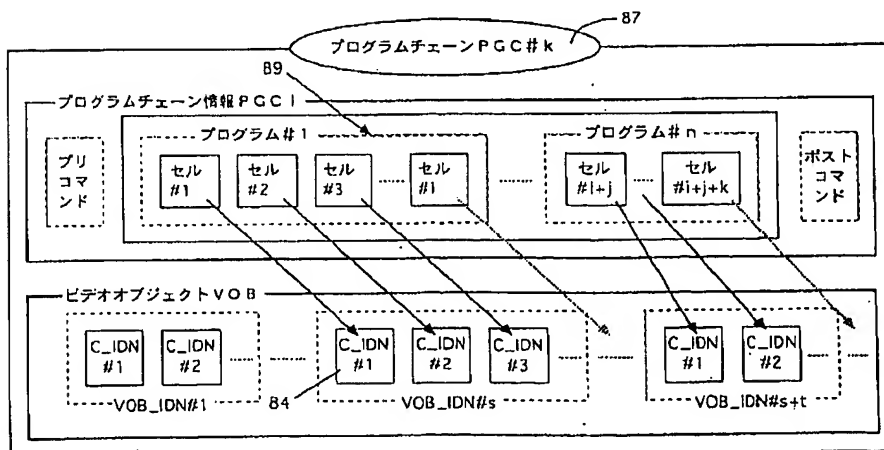 プログラムチェーンPGC#k
87
89
プログラムチェーン情報PGCI
プログラム#1
プログラム#n
プリ
コマ
ンド
セル
#1
セル
#2
セル
#3
……
セル
#i
……
セル
#i+j
……
セル
#i+j+k
ポスト
コマ
ンド
ビデオオブジェクトVOB
C_IDN
#1
C_IDN
#2
…… ……
C_IDN
#1
C_IDN
#2
C_IDN
#3
…… ……
C_IDN
#1
C_IDN
#2
…… ……
VOB_IDN#1
84
VOB_IDN#s
VOB_IDN#s+t